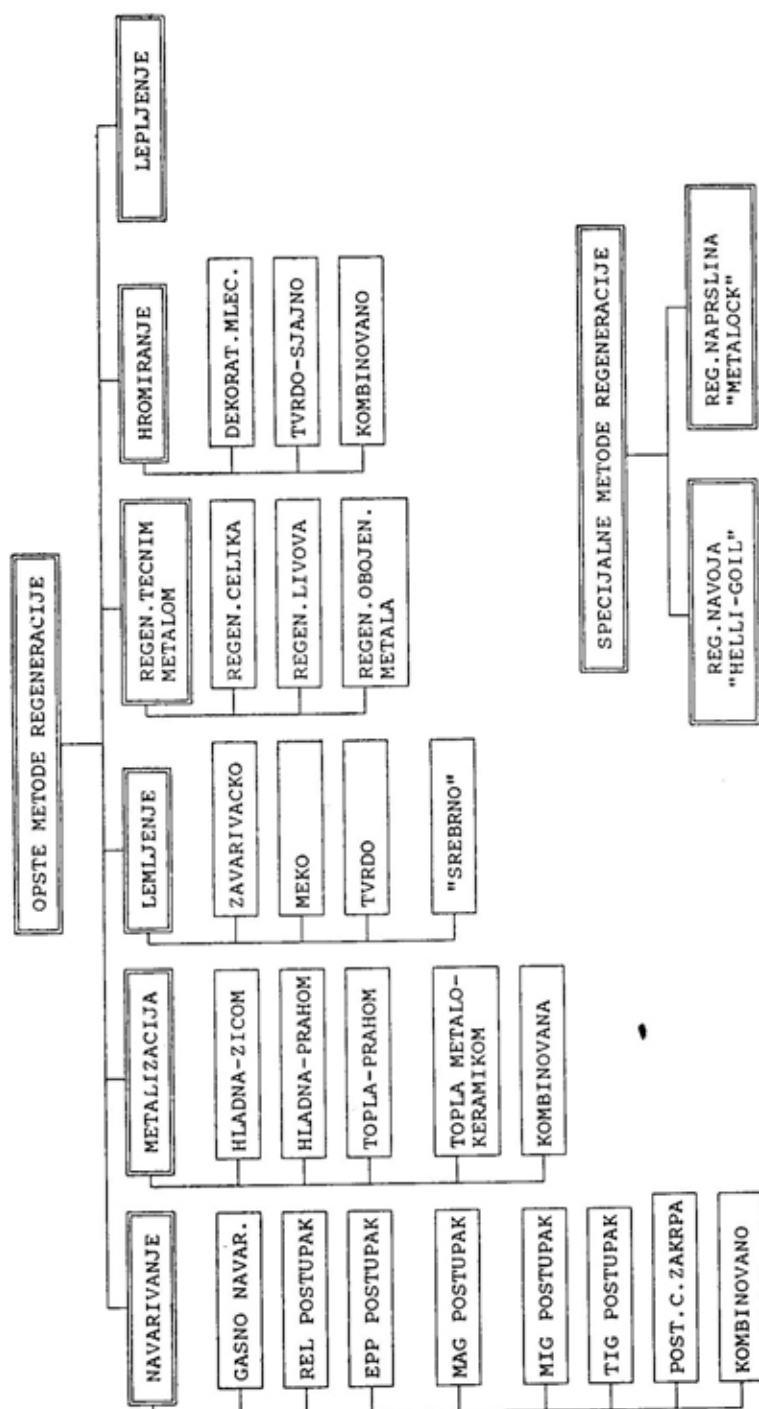 OPSTE METODE REGENERACIJE
NAVARIVANJE
GASNO NAVAR.
REL POSTUPAK
EPP POSTUPAK
MAG POSTUPAK
MIG POSTUPAK
TIG POSTUPAK
POST.C.ZAKRPA
KOMBINOVANO
METALIZACIJA
HLADNA-ZICOM
HLADNA-PRAHOM
TOPLA-PRAHOM
TOPLA METALO-
KERAMIKOM
KOMBINOVANA
LEMLJENJE
ZAVARIVACKO
MEKO
TVRDO
"SREBRNO"
REGEN.TECNIM
METALOM
REGEN.CELIKA
REGEN.LIVOVA
REGEN.OBOJEN.
METALA
HROMIRANJE
DEKORAT.MLEC.
TVRDO-SJAJNO
KOMBINOVANO
LEPLJENJE
SPECIJALNE METODE REGENERACIJE
REG.NAVOJA
"HELLI-GOIL"
REG.NAPRSLINA
"METALOCK"